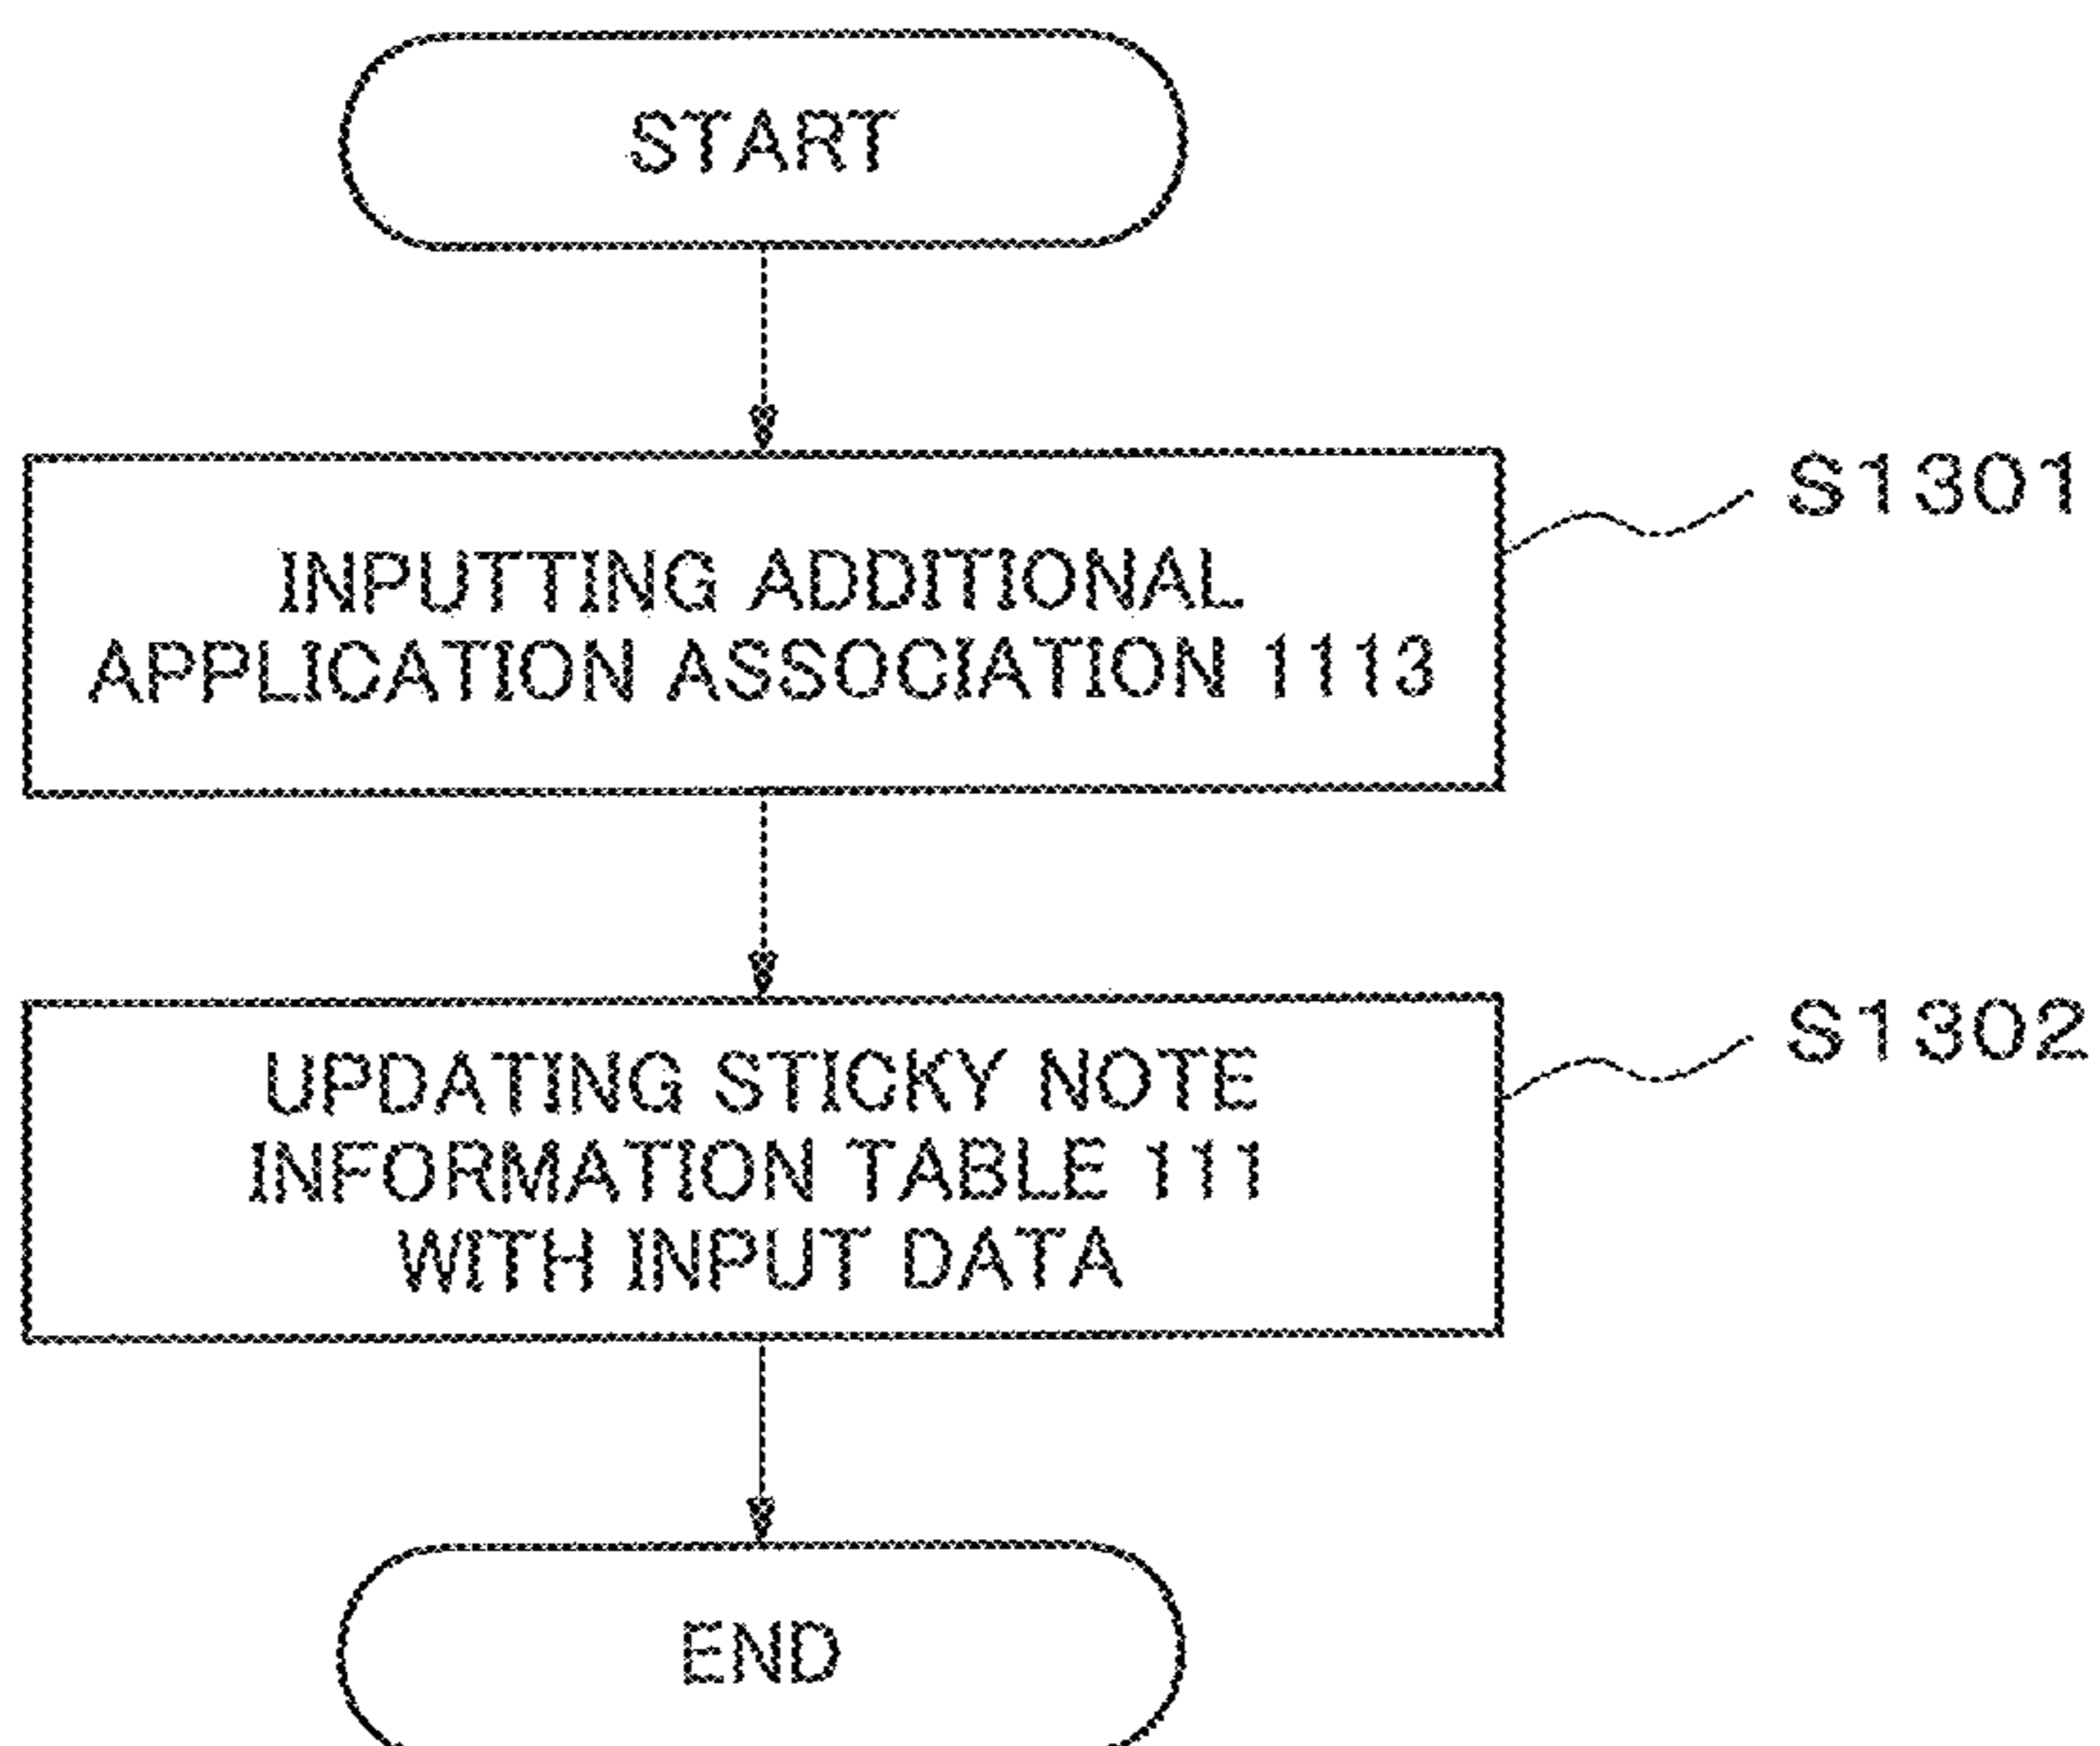 START
S1301
INPUTTING ADDITIONAL
APPLICATION ASSOCIATION 1113
S1302
UPDATING STICKY NOTE
INFORMATION TABLE 111
WITH INPUT DATA
END